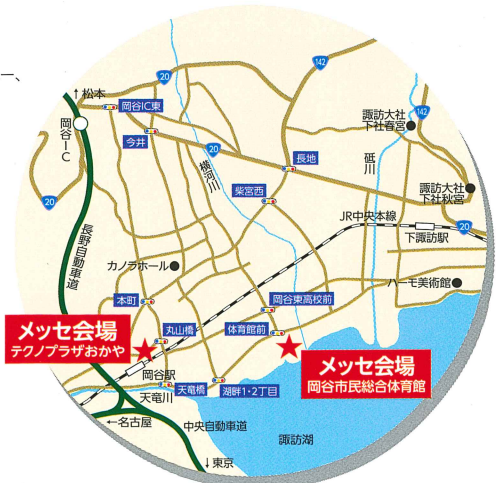 一、
20
142
↑松本
岡谷IC東
岡谷IC
今井
20
横河川
長地
諏訪大社
下社春宮
142
砥川
諏訪大社
下社秋宮
柴宮西
20
JR中央本線
20
下諏訪駅
長野自動車道
カノラホール
ハーモ美術館
本町
岡谷東高校前
丸山橋
体育館前
メッセ会場
テクノプラザおかや
メッセ会場
岡谷市民総合体育館
岡谷駅
天竜橋
湖畔1・2丁目
天竜川
←名古屋
中央自動車道
諏訪湖
↓東京